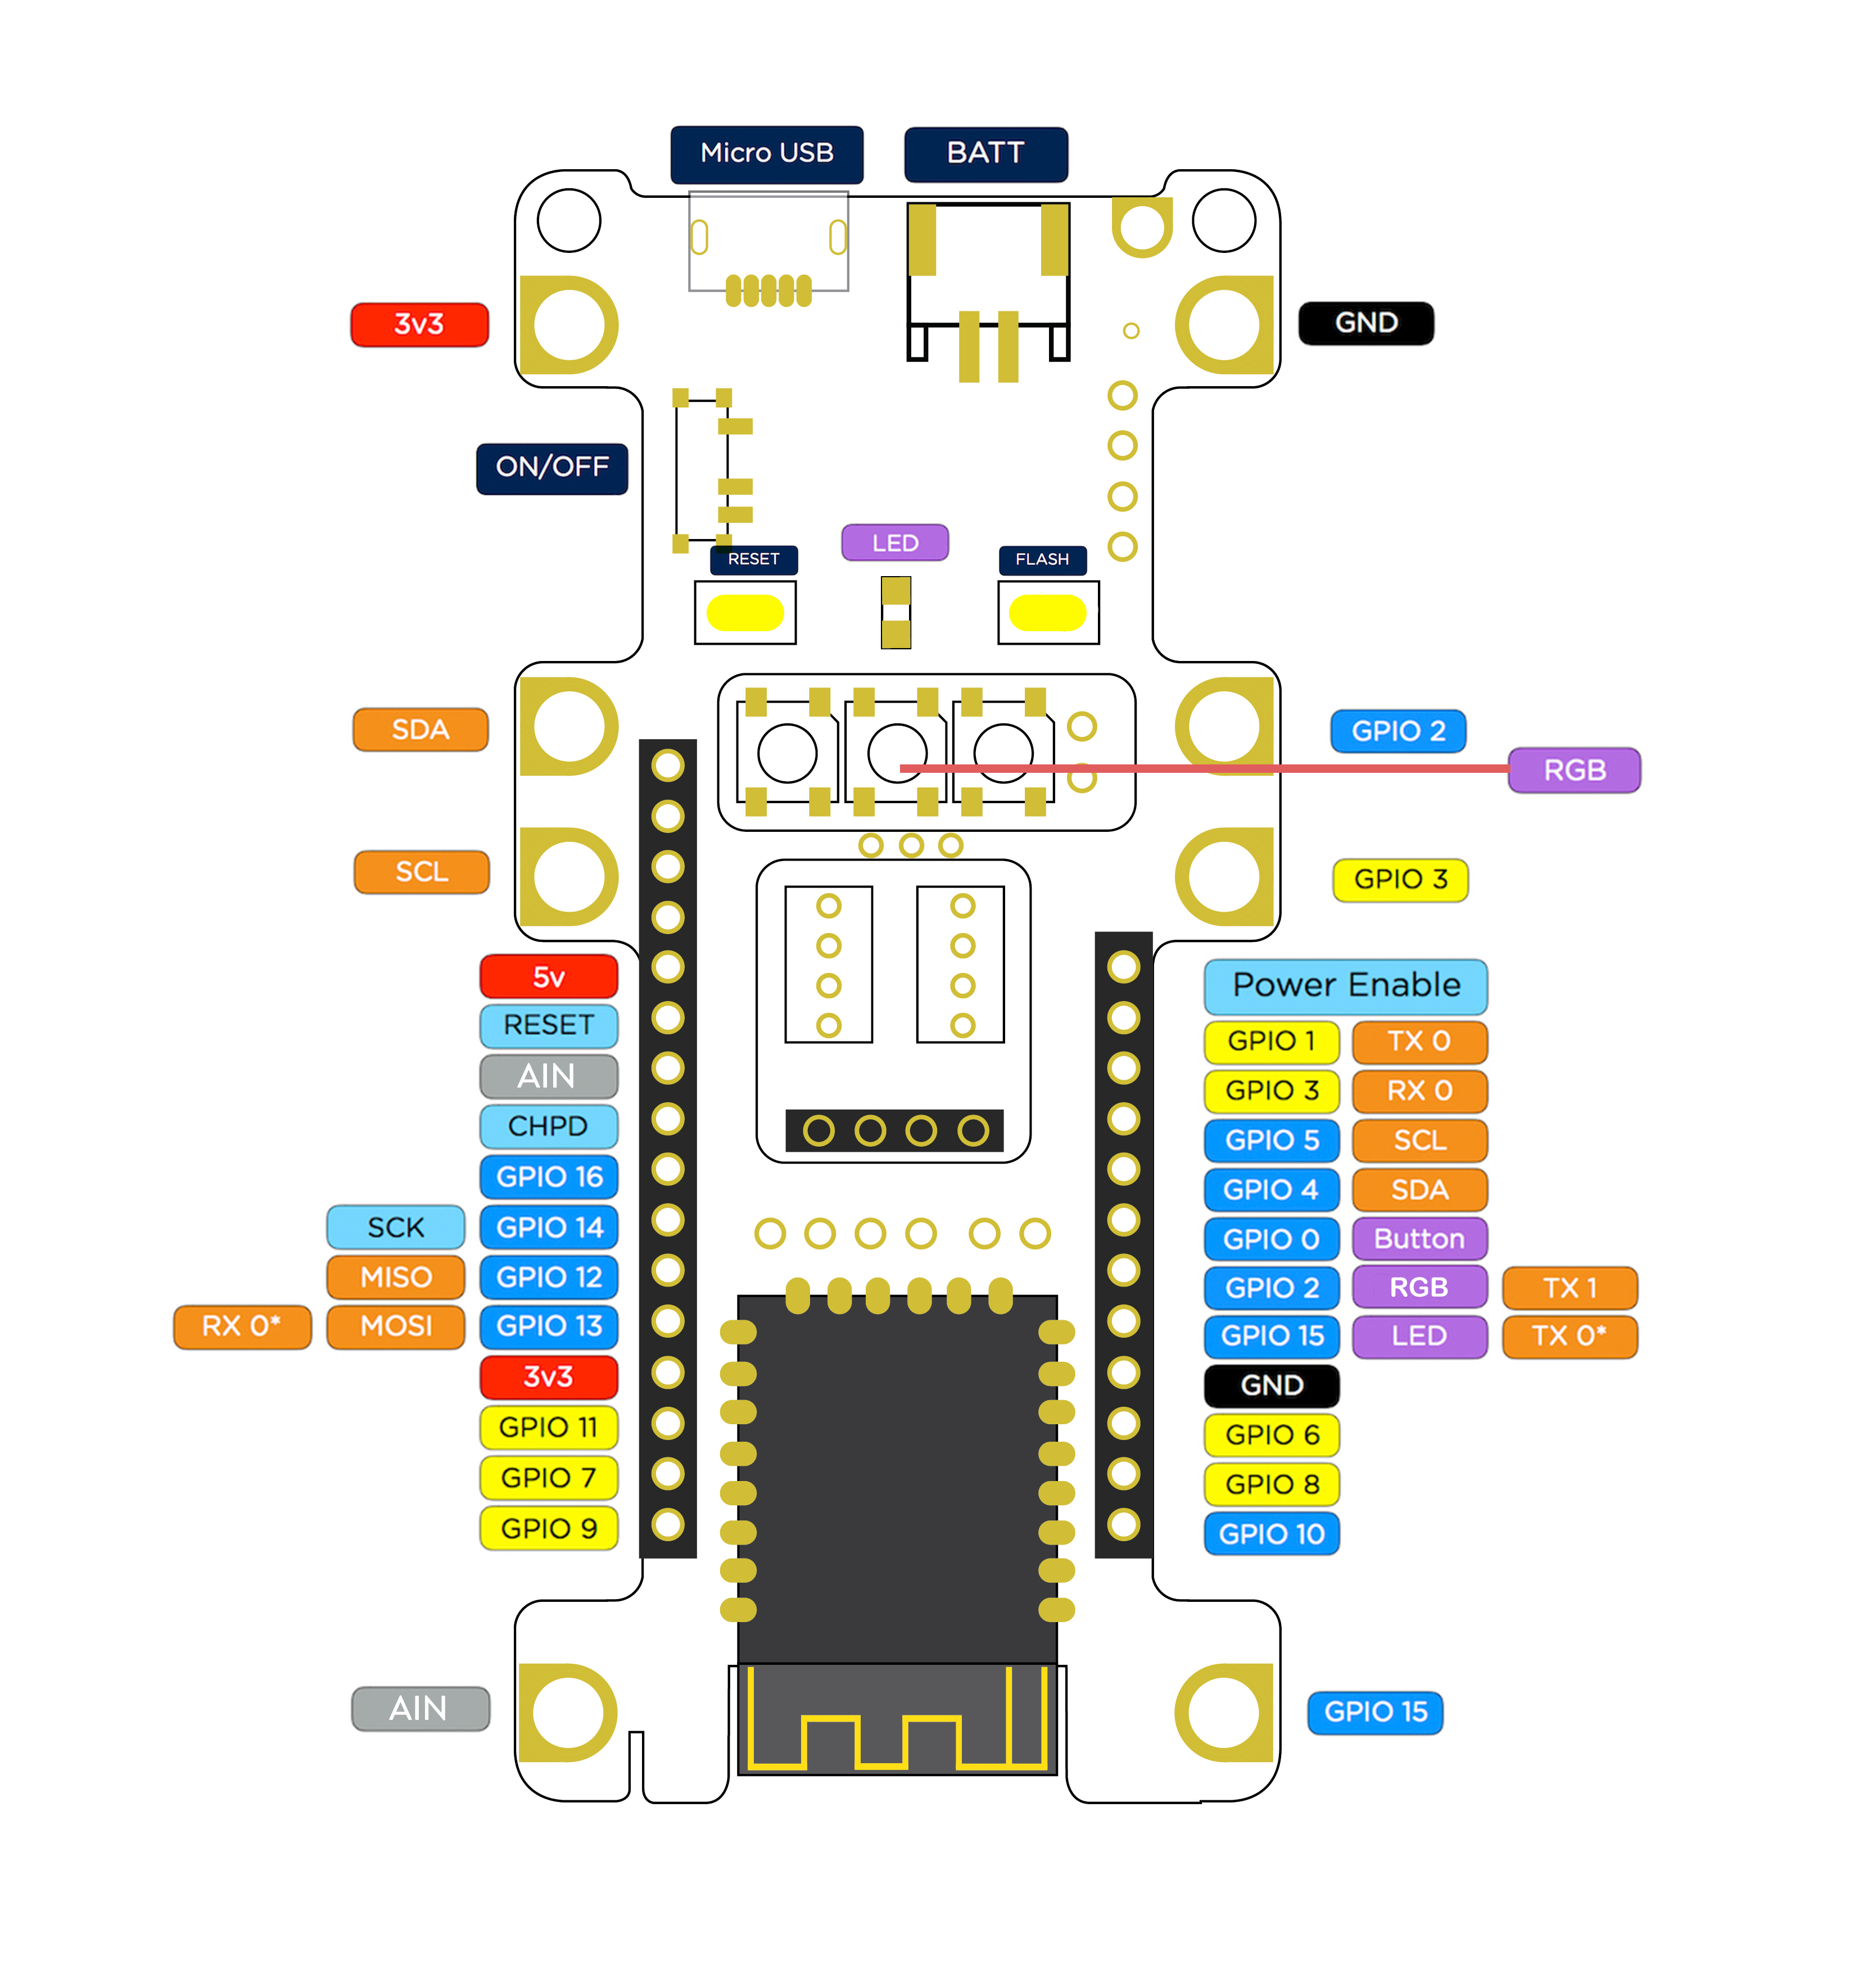 Micro USB BATT
3v3 GND
ON/OFF
LED
RESET FLASH
SDA GPIO 2
RGB
SCL GPIO 3
5v Power Enable
RESET GPIO 1 TX 0
AIN GPIO 3 RX 0
CHPD GPIO 5 SCL
GPIO 16 GPIO 4 SDA
SCK GPIO 14 GPIO 0 Button
MISO GPIO 12 GPIO 2 RGB TX 1
RX 0* MOSI GPIO 13 GPIO 15 LED TX 0*
3v3 GND
GPIO 11 GPIO 6
GPIO 7 GPIO 8
GPIO 9 GPIO 10
AIN GPIO 15